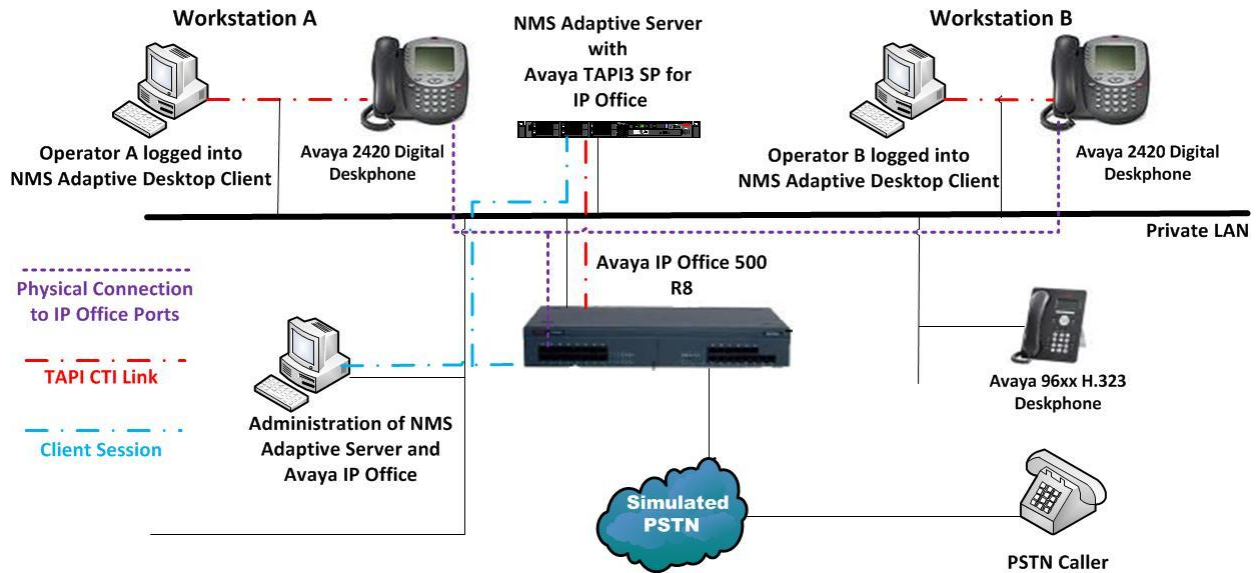 Workstation A
NMS Adaptive Server
with
Avaya TAPI3 SP for
IP Office
Workstation B
Operator A logged into
NMS Adaptive Desktop Client
Avaya 2420 Digital
Deskphone
Operator B logged into
NMS Adaptive Desktop Client
Avaya 2420 Digital
Deskphone
Private LAN
Physical Connection
to IP Office Ports
TAPI CTI Link
Client Session
Avaya IP Office 500
R8
Administration of NMS
Adaptive Server and
Avaya IP Office
Avaya 96xx H.323
Deskphone
Simulated
PSTN
PSTN Caller